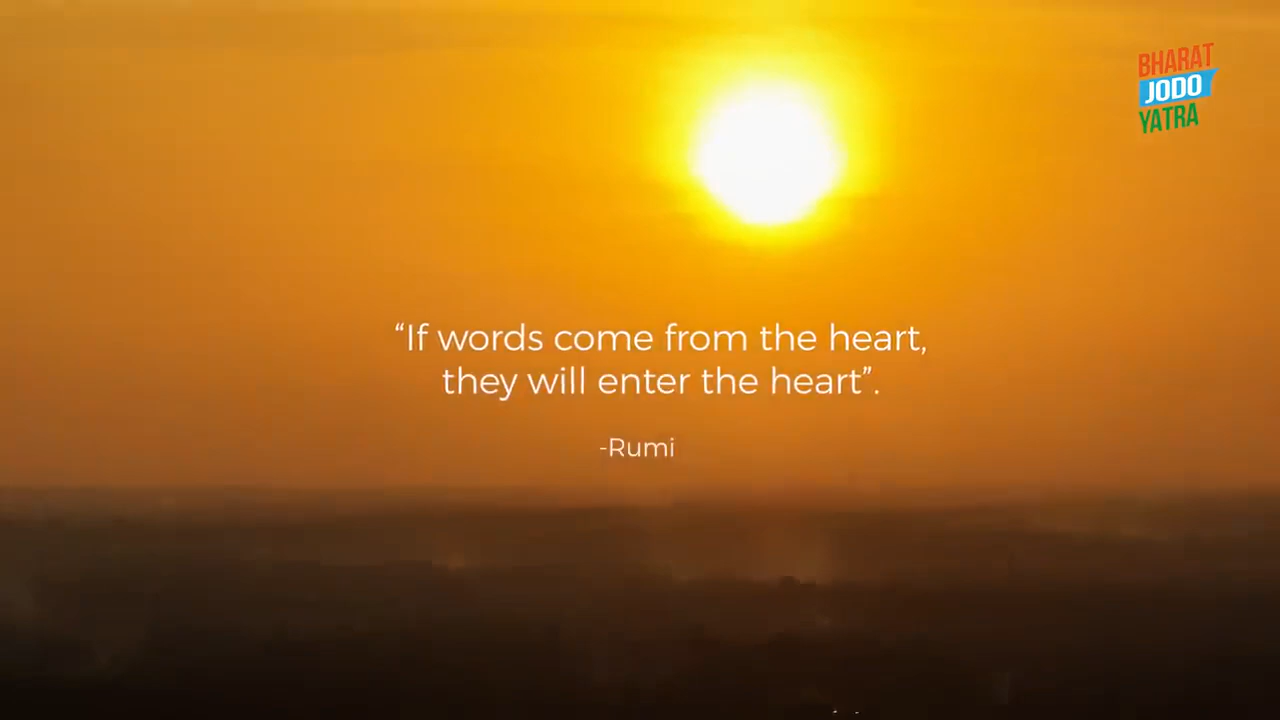 BHARAT
JODO
YATRA
“If words come from the heart,
they will enter the heart”.
-Rumi